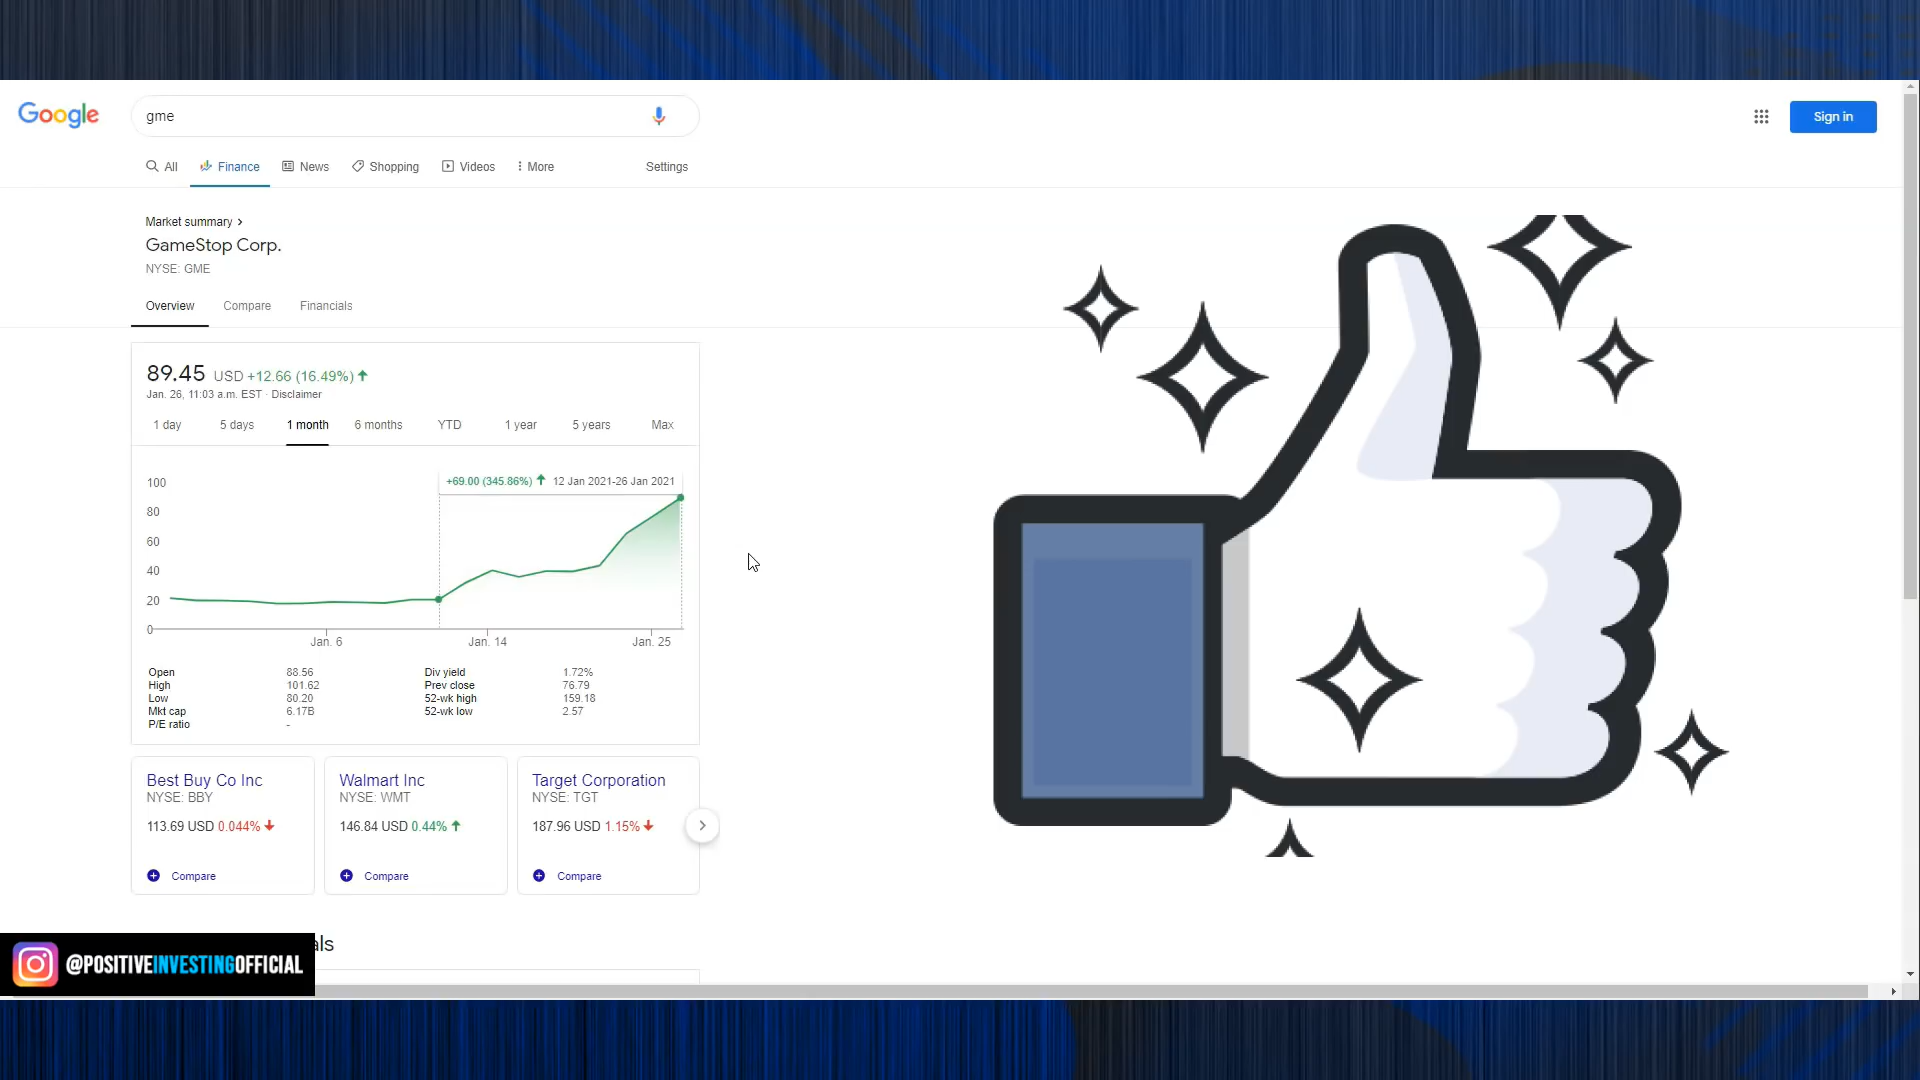 Google
gme
Sign in
All
Finance
News
Shopping
Videos
More
Settings
Market summary
GameStop Corp.
NYSE: GME
Overview
Compare
Financials
89.45 USD +12.66 (16.49%)
Jan. 26, 11:03 a.m. EST · Disclaimer
1 day
5 days
1 month
6 months
YTD
1 year
5 years
Max
+69.00 (345.86%) 12 Jan 2021-26 Jan 2021
100
80
60
40
20
0
Jan. 6
Jan. 14
Jan. 25
Open 88.56
High 101.62
Low 80.20
Mkt cap 6.17B
P/E ratio -
Div yield 1.72%
Prev close 76.79
52-wk high 159.18
52-wk low 2.57
Best Buy Co Inc
NYSE: BBY
113.69 USD 0.044%
Compare
Walmart Inc
NYSE: WMT
146.84 USD 0.44%
Compare
Target Corporation
NYSE: TGT
187.96 USD 1.15%
Compare
als
@POSITIVEINVESTINGOFFICIAL